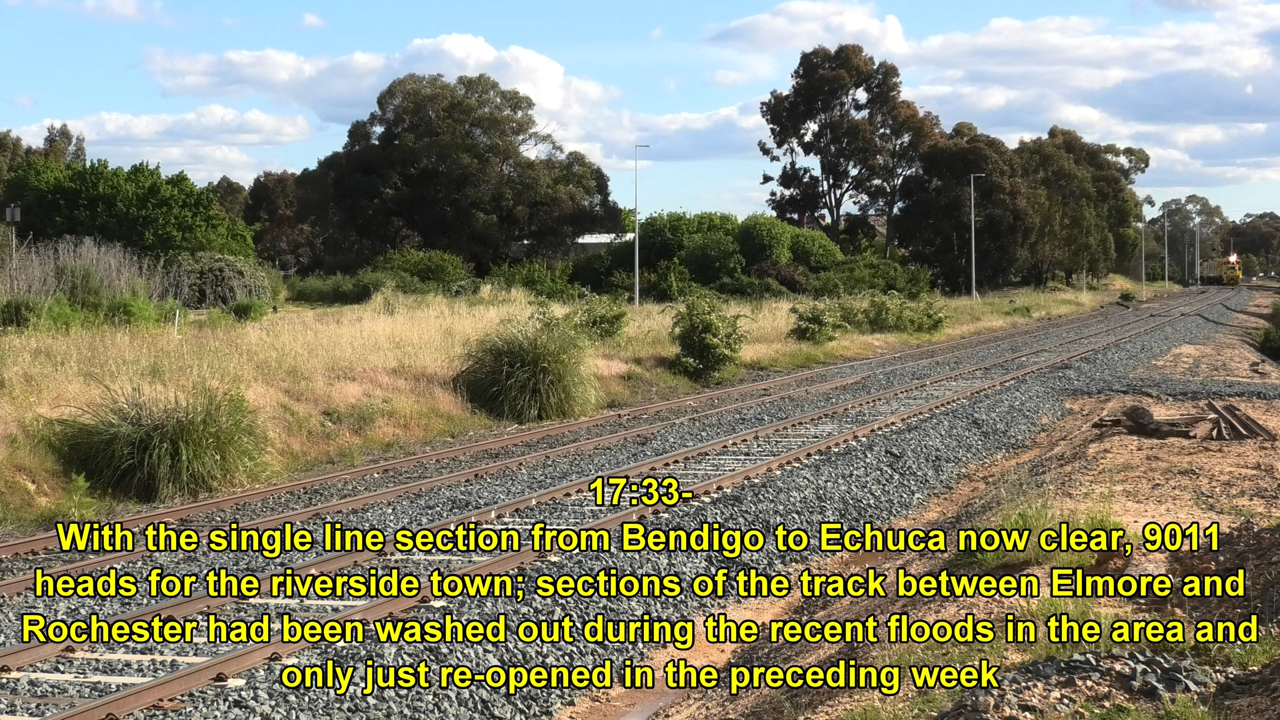 17:33-
With the single line section from Bendigo to Echuca now clear, 9011
heads for the riverside town; sections of the track between Elmore and
Rochester had been washed out during the recent floods in the area and
only just re-opened in the preceding week